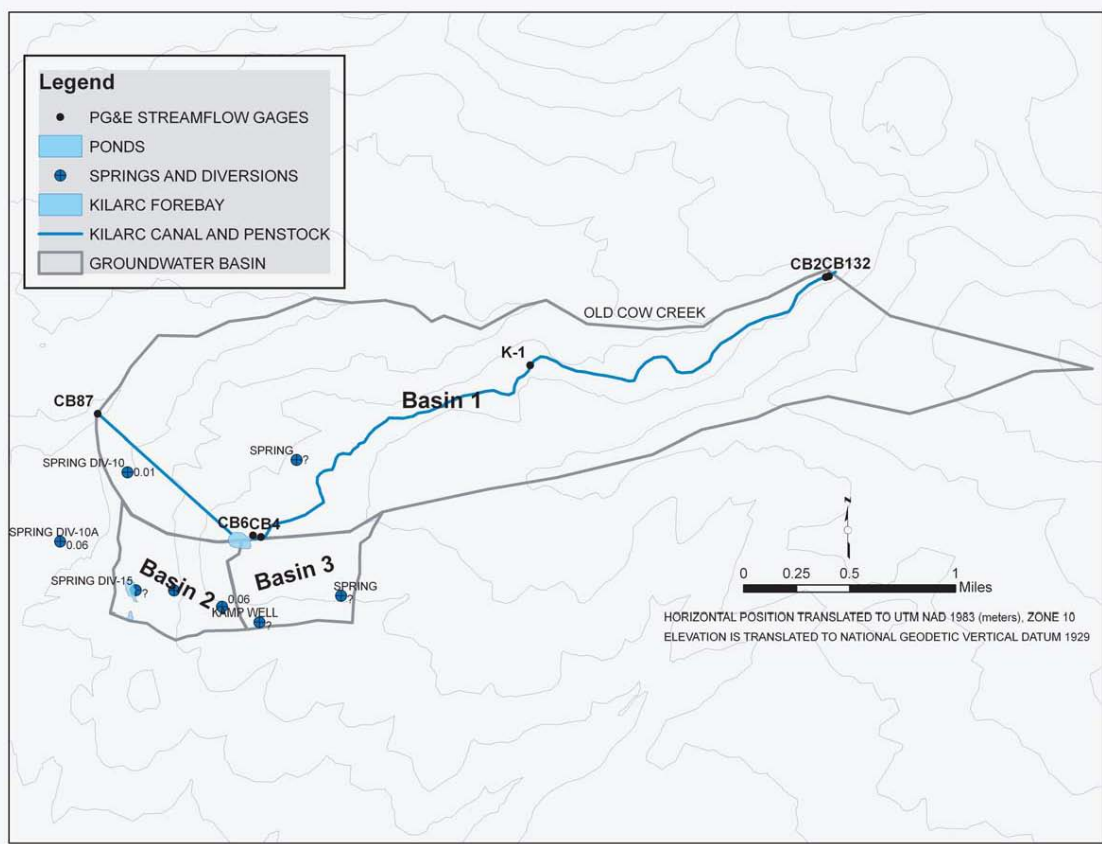 Legend
PG&E STREAMFLOW GAGES
PONDS
SPRINGS AND DIVERSIONS
KILARC FOREBAY
KILARC CANAL AND PENSTOCK
GROUNDWATER BASIN
CB2CB132
OLD COW CREEK
K-1
Basin 1
CB87
SPRING
?
SPRING DIV-10
0.01
CB6CB4
SPRING DIV-10A
0.06
Basin 2
Basin 3
SPRING DIV-15
?
SPRING
?
0.06
KAMP WELL
?
N
0 0.25 0.5 1
Miles
HORIZONTAL POSITION TRANSLATED TO UTM NAD 1983 (meters), ZONE 10
ELEVATION IS TRANSLATED TO NATIONAL GEODETIC VERTICAL DATUM 1929